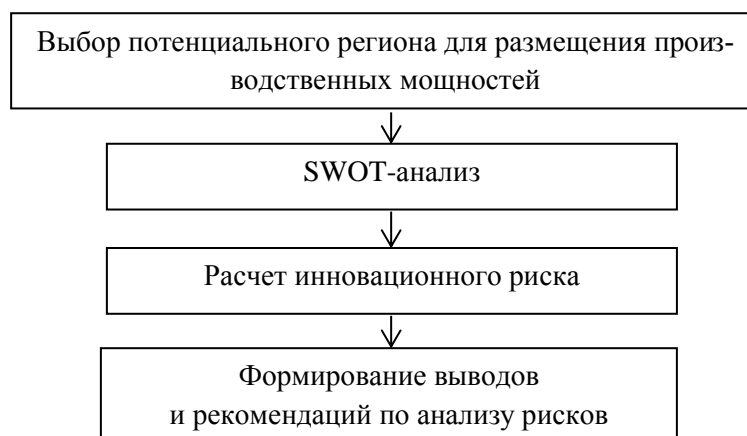 Выбор потенциального региона для размещения произ-
водственных мощностей
SWOT-анализ
Расчет инновационного риска
Формирование выводов
и рекомендаций по анализу рисков